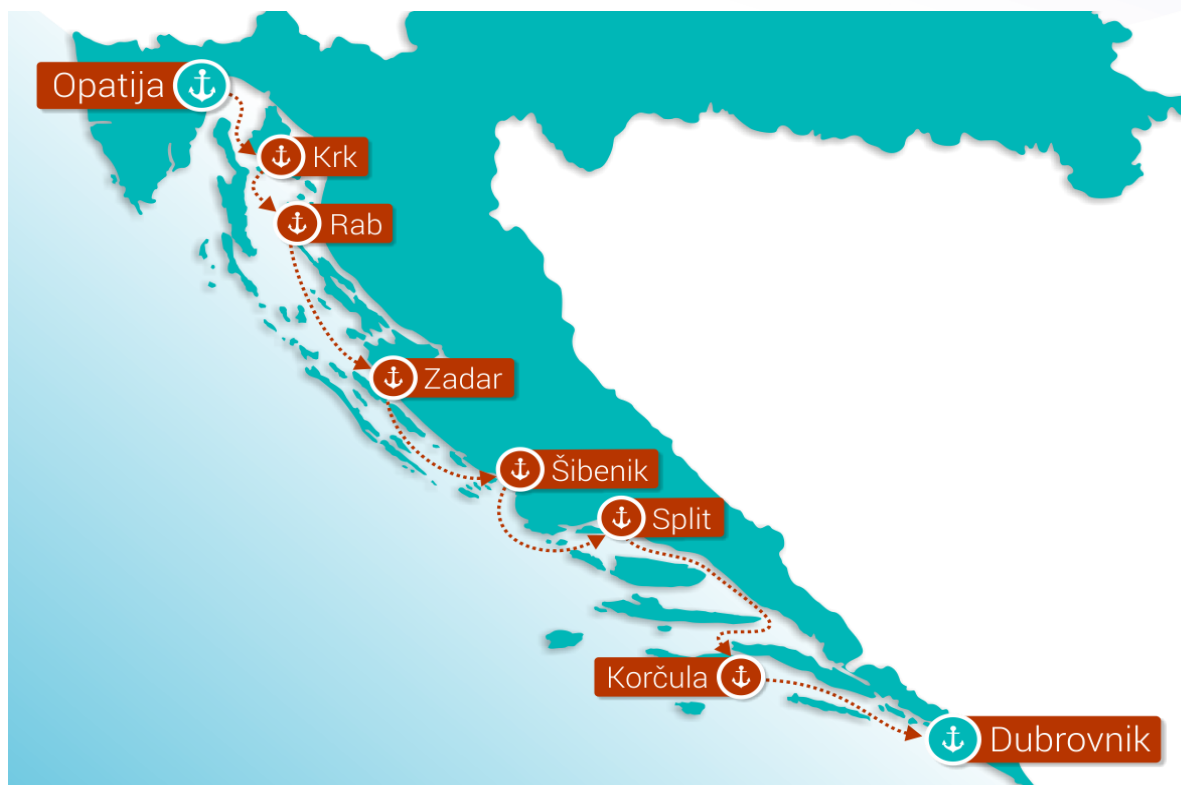 Opatija
Krk
Rab
Zadar
Šibenik
Split
Korčula
Dubrovnik